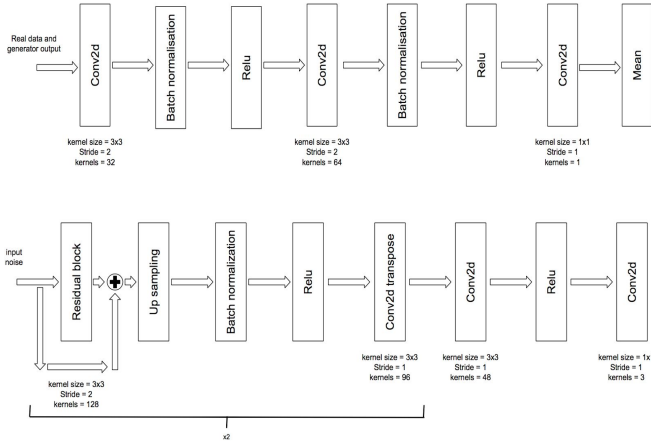 Real data and
generator output
Conv2d
Batch normalisation
Relu
Conv2d
Batch normalisation
Relu
Conv2d
Mean
kernel size = 3x3
Stride = 2
kernels = 32
kernel size = 3x3
Stride = 2
kernels = 64
kernel size = 1x1
Stride = 1
kernels = 1
input
noise
Residual block
Up sampling
Batch normalization
Relu
Conv2d transpose
Conv2d
Relu
Conv2d
kernel size = 3x3
Stride = 2
kernels = 128
kernel size = 3x3
Stride = 1
kernels = 96
kernel size = 3x3
Stride = 1
kernels = 48
kernel size = 1x
Stride = 1
kernels = 3
x2